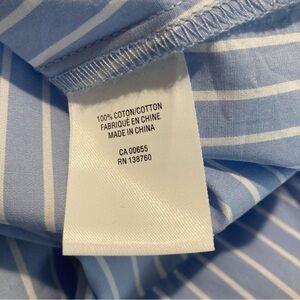 100% COTON/COTTON
FABRIQUÉ EN CHINE
MADE IN CHINA
CA 00655
RN 138760